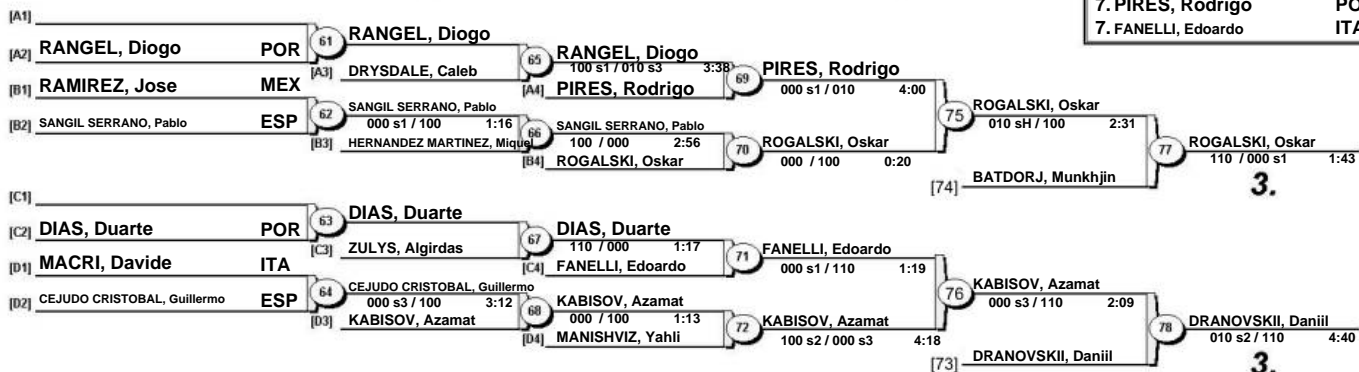 7. PIRES, Rodrigo PO
7. FANELLI, Edoardo ITA
[A1]
[A2] RANGEL, Diogo POR
61 RANGEL, Diogo
[A3] DRYSDALE, Caleb
65 RANGEL, Diogo
100 s1 / 010 s3 3:38
[A4] PIRES, Rodrigo
69 PIRES, Rodrigo
000 s1 / 010 4:00
[B1] RAMIREZ, Jose MEX
[B2] SANGIL SERRANO, Pablo ESP
62 SANGIL SERRANO, Pablo
000 s1 / 100 1:16
[B3] HERNANDEZ MARTINEZ, Miquel
66 SANGIL SERRANO, Pablo
100 / 000 2:56
[B4] ROGALSKI, Oskar
70 ROGALSKI, Oskar
000 / 100 0:20
75 ROGALSKI, Oskar
010 sH / 100 2:31
[74] BATDORJ, Munkhjin
77 ROGALSKI, Oskar
110 / 000 s1 1:43
3.
[C1]
[C2] DIAS, Duarte POR
63 DIAS, Duarte
[C3] ZULYS, Algirdas
67 DIAS, Duarte
110 / 000 1:17
[C4] FANELLI, Edoardo
71 FANELLI, Edoardo
000 s1 / 110 1:19
[D1] MACRI, Davide ITA
[D2] CEJUDO CRISTOBAL, Guillermo ESP
64 CEJUDO CRISTOBAL, Guillermo
000 s3 / 100 3:12
[D3] KABISOV, Azamat
68 KABISOV, Azamat
000 / 100 1:13
[D4] MANISHVIZ, Yahli
72 KABISOV, Azamat
100 s2 / 000 s3 4:18
76 KABISOV, Azamat
000 s3 / 110 2:09
[73] DRANOVSKII, Daniil
78 DRANOVSKII, Daniil
010 s2 / 110 4:40
3.